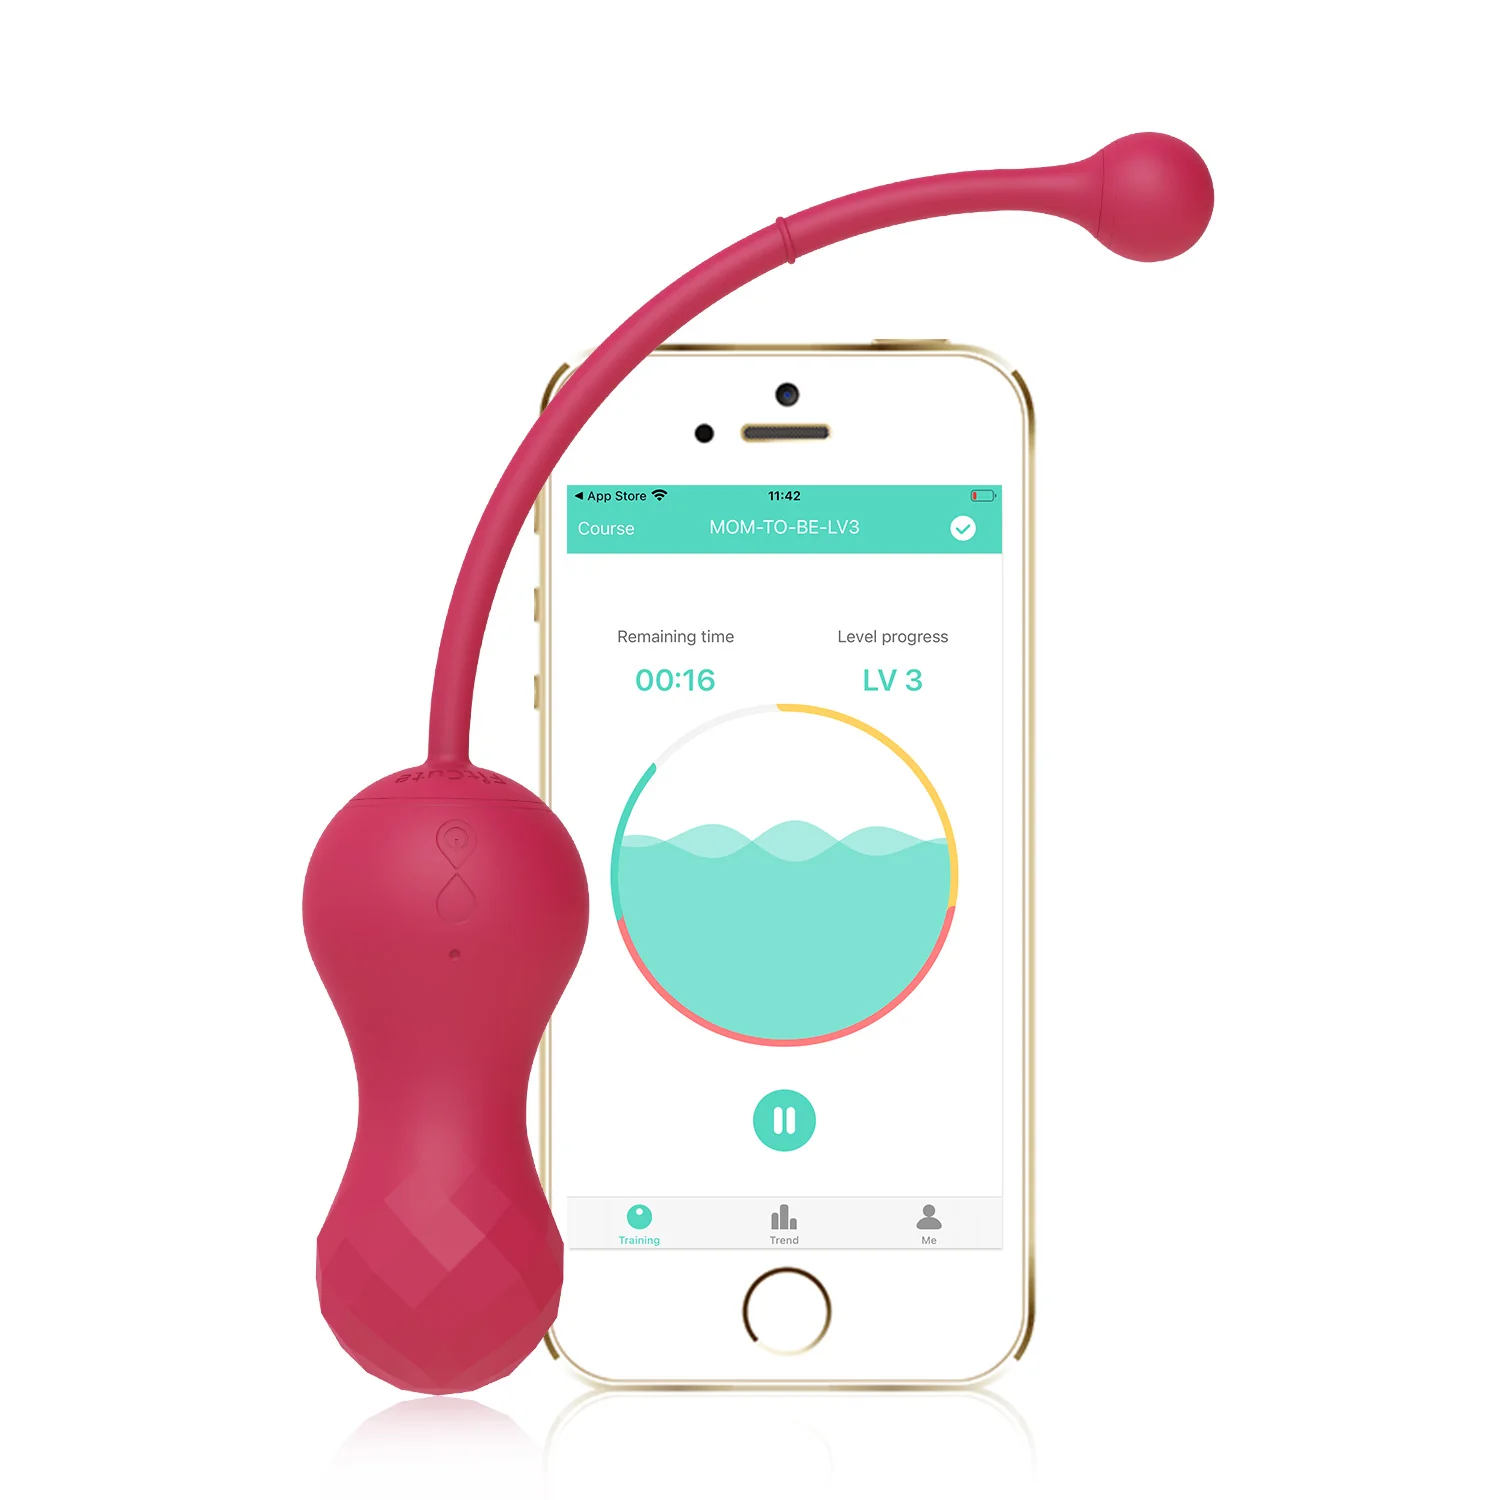 ◀ App Store 11:42
Course MOM-TO-BE-LV3
Remaining time Level progress
00:16 LV 3
FitCute
Training Trend Me